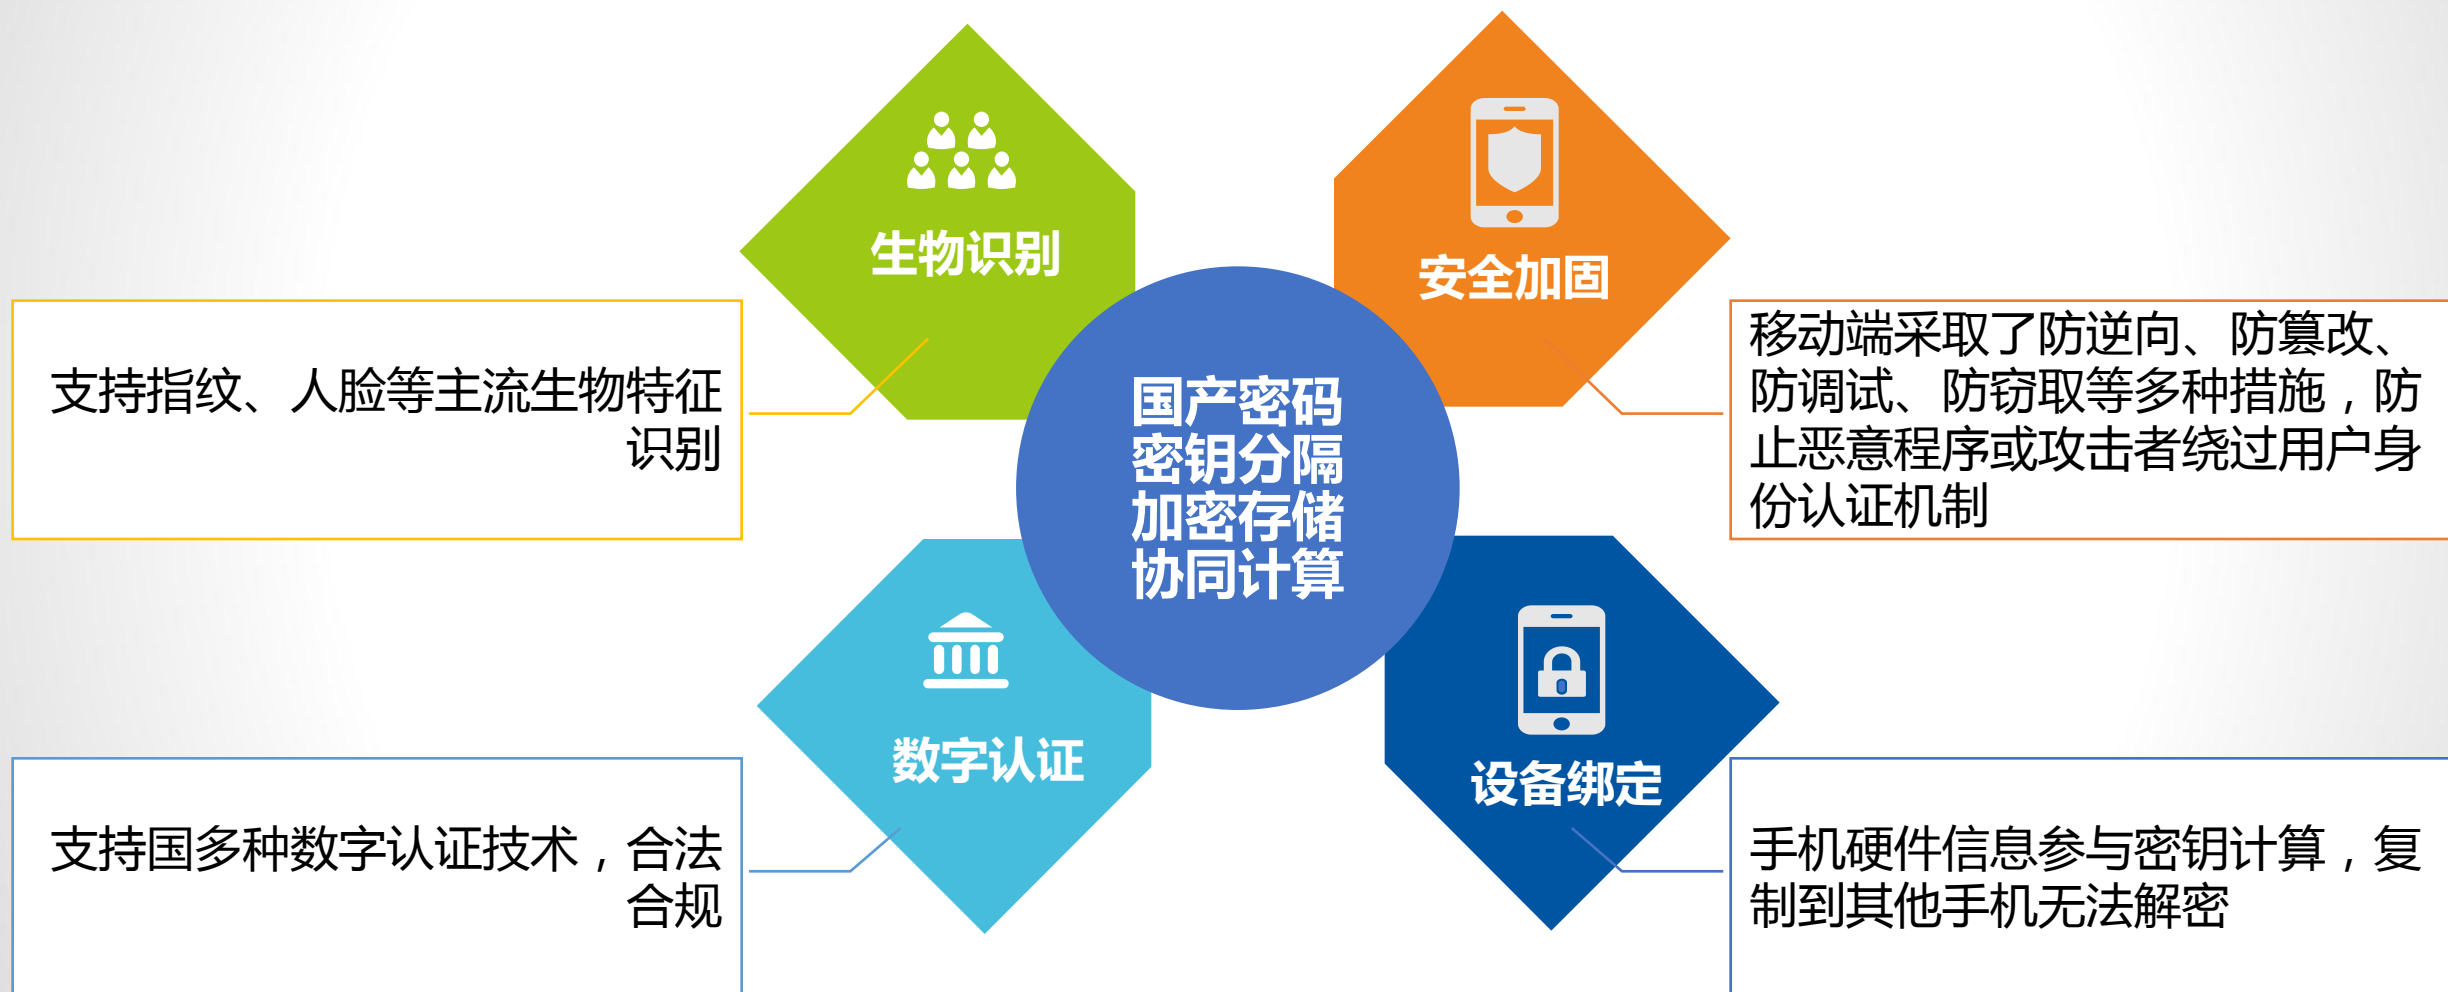 生物识别
支持指纹、人脸等主流生物特征
识别
安全加固
移动端采取了防逆向、防篡改、
防调试、防窃取等多种措施，防
止恶意程序或攻击者绕过用户身
份认证机制
国产密码
密钥分隔
加密存储
协同计算
数字认证
支持国多种数字认证技术，合法
合规
设备绑定
手机硬件信息参与密钥计算，复
制到其他手机无法解密